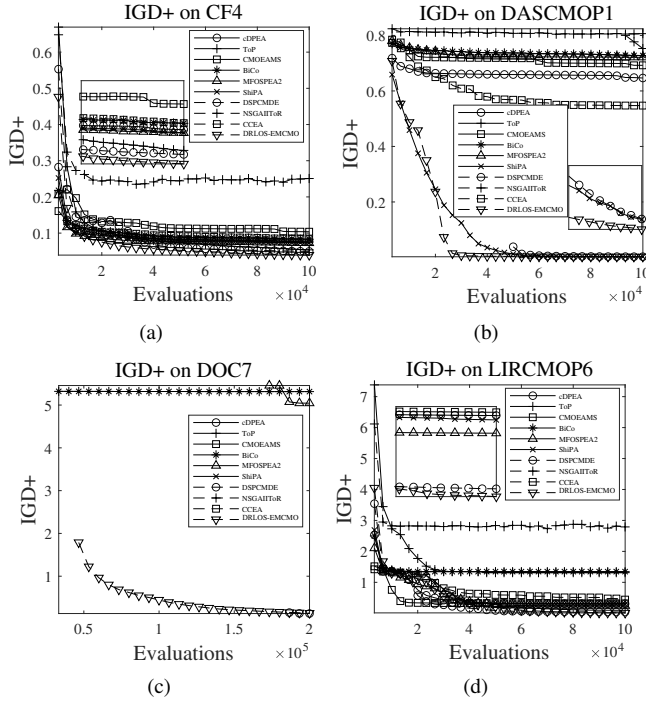 IGD+ on CF4
IGD+
0.6
0.5
0.4
0.3
0.2
0.1
cDPEA
ToP
CMOEAMS
BiCo
MFOSPEA2
ShiPA
DSPCMDE
NSGAIIToR
CCEA
DRLOS-EMCMO
2 4 6 8 10
Evaluations ×10^4
(a)
IGD+ on DASCMOP1
IGD+
0.8
0.6
0.4
0.2
cDPEA
ToP
CMOEAMS
BiCo
MFOSPEA2
ShiPA
DSPCMDE
NSGAIIToR
CCEA
DRLOS-EMCMO
2 4 6 8 10
Evaluations ×10^4
(b)
IGD+ on DOC7
IGD+
5
4
3
2
1
cDPEA
ToP
CMOEAMS
BiCo
MFOSPEA2
ShiPA
DSPCMDE
NSGAIIToR
CCEA
DRLOS-EMCMO
0.5 1 1.5 2
Evaluations ×10^5
(c)
IGD+ on LIRCMOP6
IGD+
7
6
5
4
3
2
1
cDPEA
ToP
CMOEAMS
BiCo
MFOSPEA2
ShiPA
DSPCMDE
NSGAIIToR
CCEA
DRLOS-EMCMO
2 4 6 8 10
Evaluations ×10^4
(d)